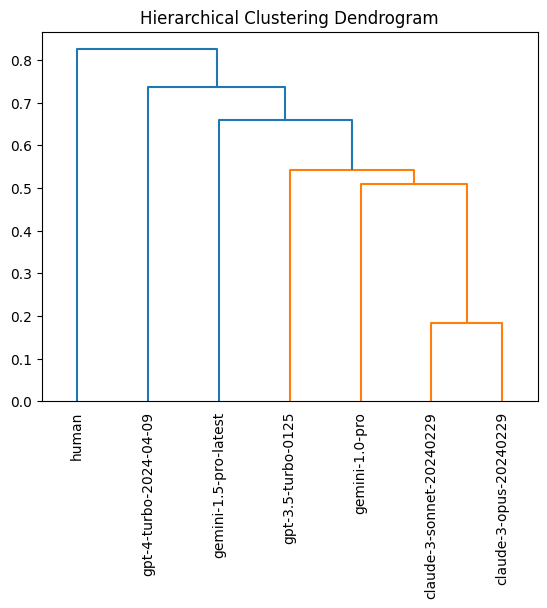 Hierarchical Clustering Dendrogram
0.8
0.7
0.6
0.5
0.4
0.3
0.2
0.1
0.0
human
gpt-4-turbo-2024-04-09
gemini-1.5-pro-latest
gpt-3.5-turbo-0125
gemini-1.0-pro
claude-3-sonnet-20240229
claude-3-opus-20240229